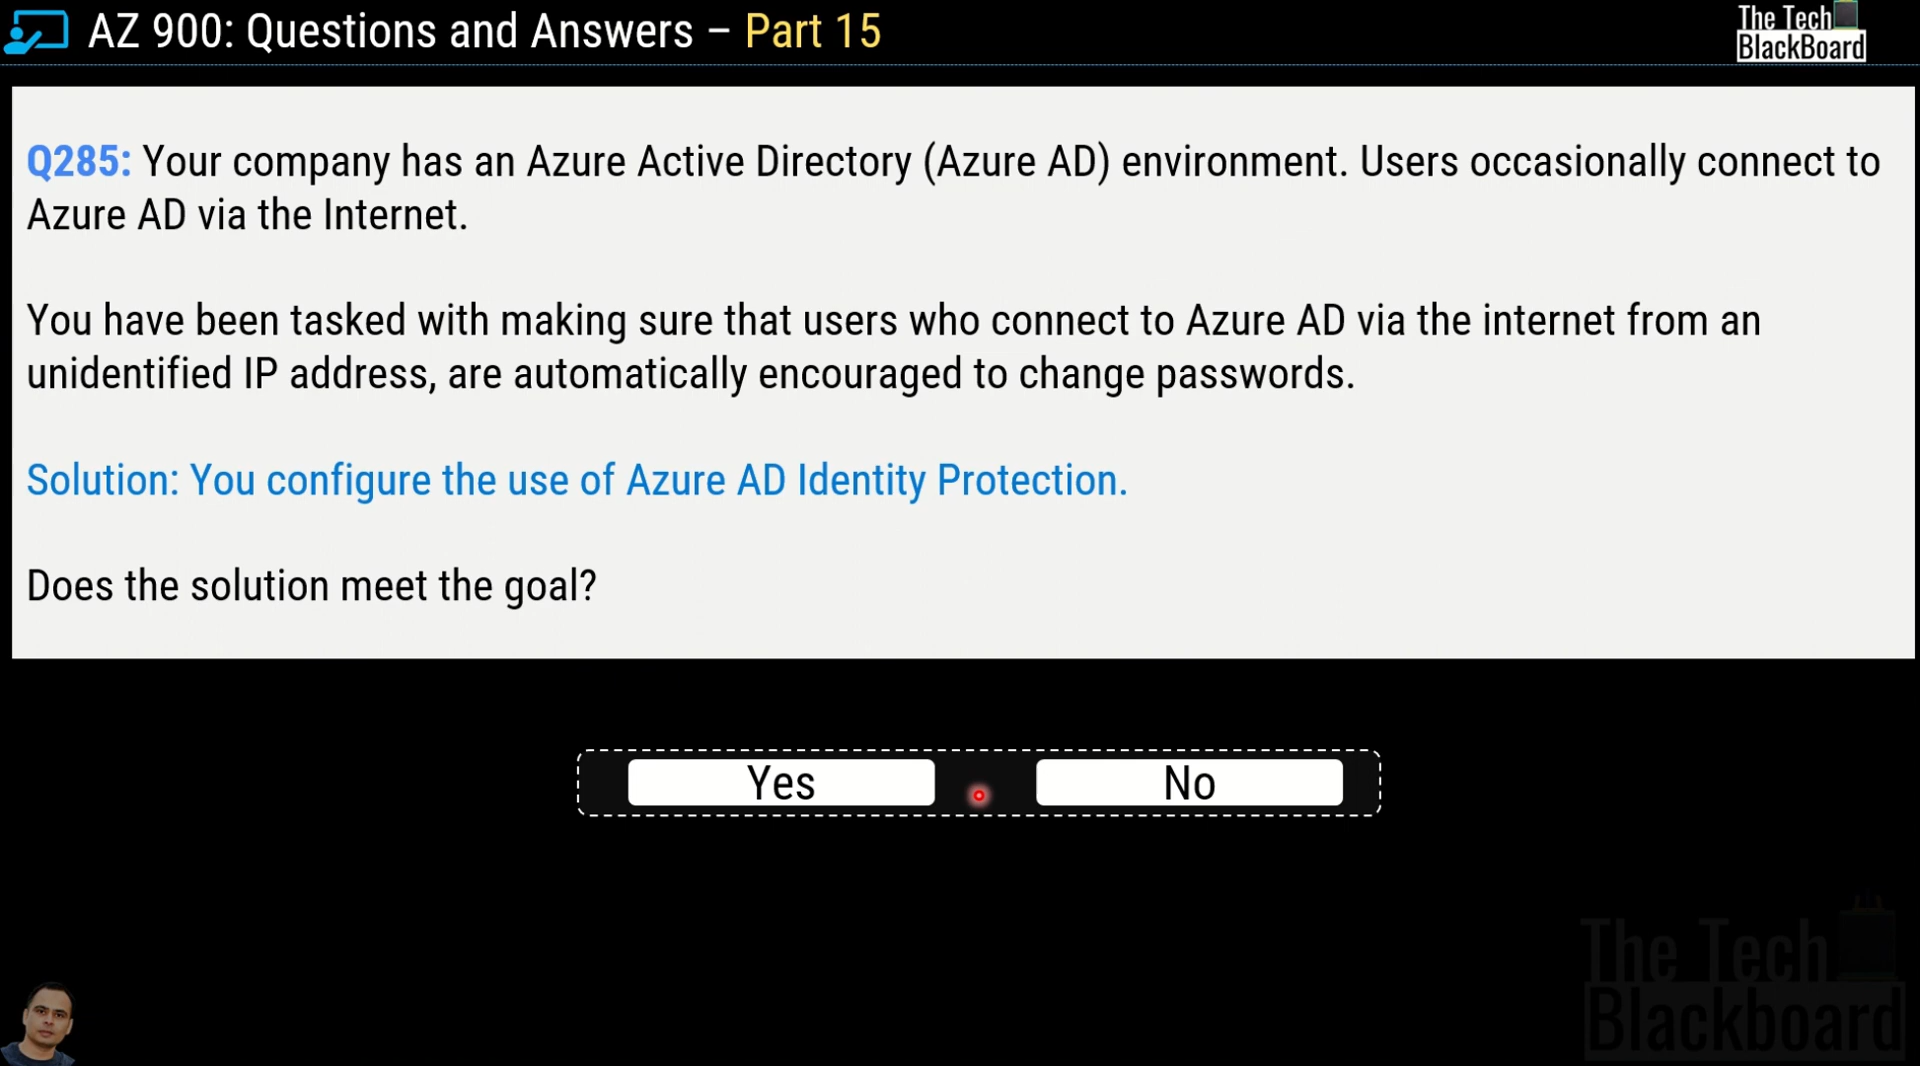 AZ 900: Questions and Answers – Part 15
The Tech
BlackBoard
Q285: Your company has an Azure Active Directory (Azure AD) environment. Users occasionally connect to
Azure AD via the Internet.
You have been tasked with making sure that users who connect to Azure AD via the internet from an
unidentified IP address, are automatically encouraged to change passwords.
Solution: You configure the use of Azure AD Identity Protection.
Does the solution meet the goal?
Yes
No
The Tech
Blackboard